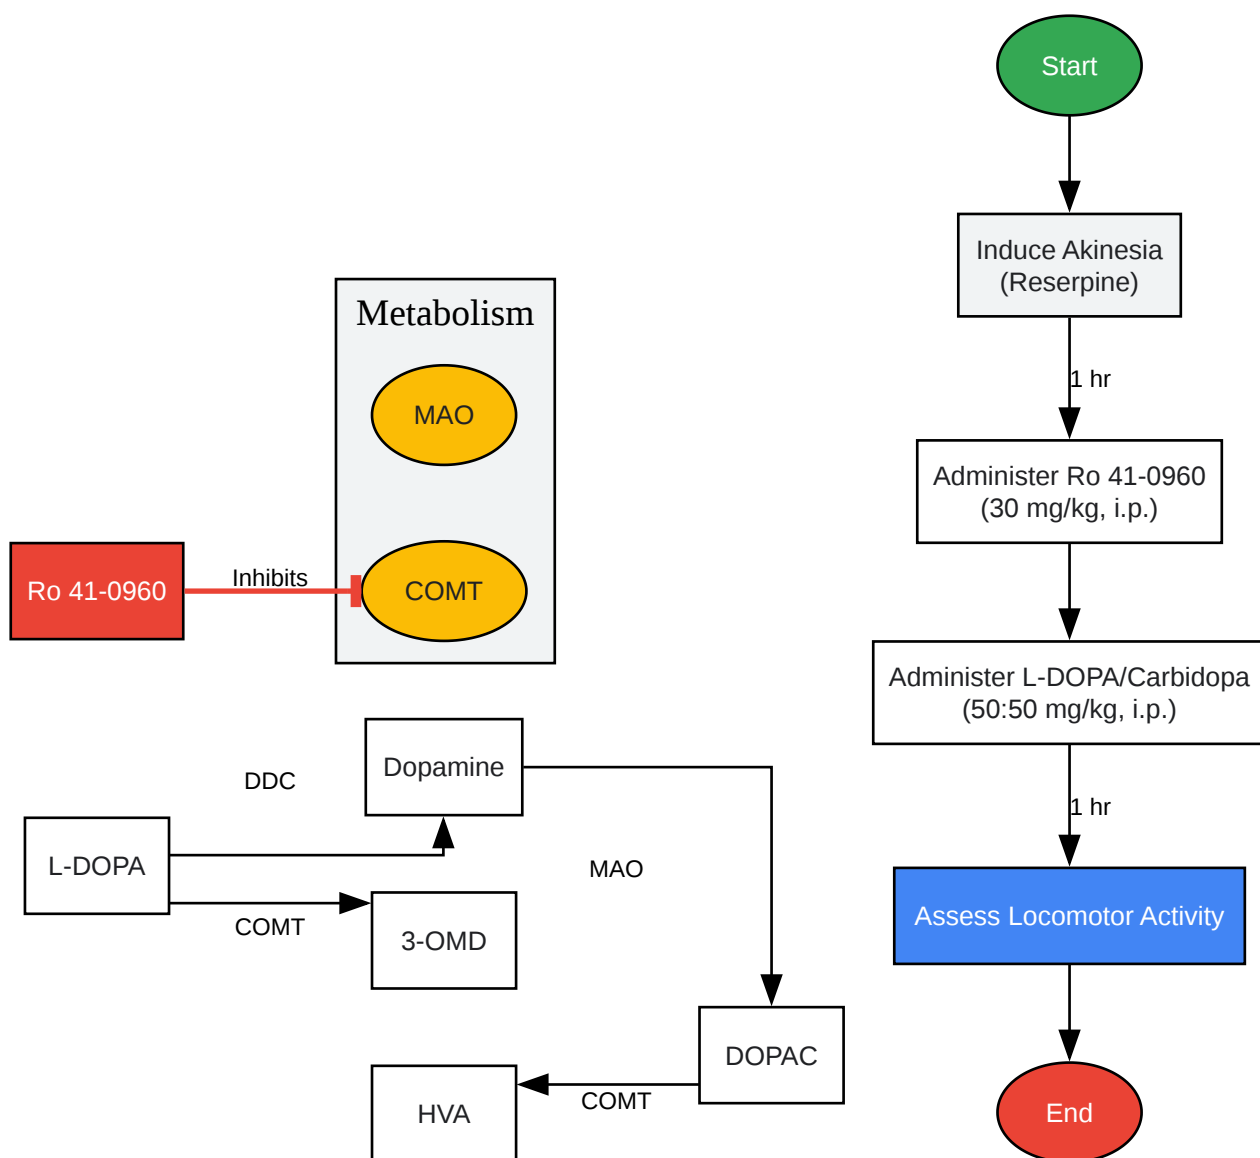 Metabolism
MAO
COMT
Ro 41-0960
Inhibits
DDC
Dopamine
L-DOPA
COMT
3-OMD
MAO
DOPAC
COMT
HVA
Start
Induce Akinesia
(Reserpine)
1 hr
Administer Ro 41-0960
(30 mg/kg, i.p.)
Administer L-DOPA/Carbidopa
(50:50 mg/kg, i.p.)
1 hr
Assess Locomotor Activity
End